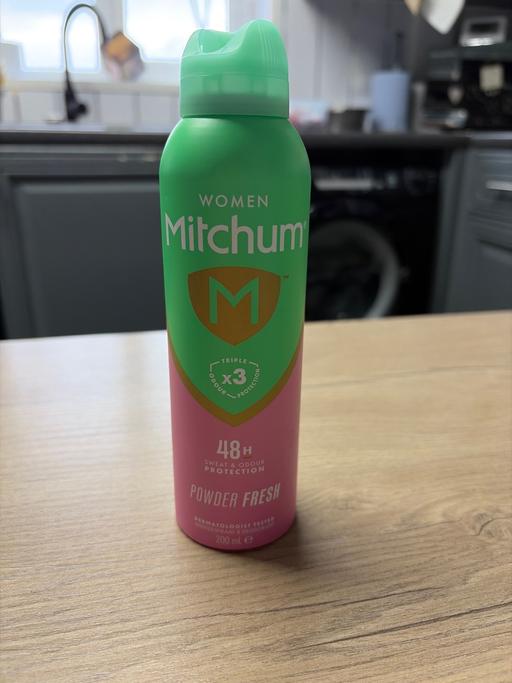 WOMEN
Mitchum
M
TRIPLE
x3
ODOUR PROTECTION
48H
SWEAT & ODOUR
PROTECTION
POWDER FRESH
DERMATOLOGIST TESTED
200 mL ℮